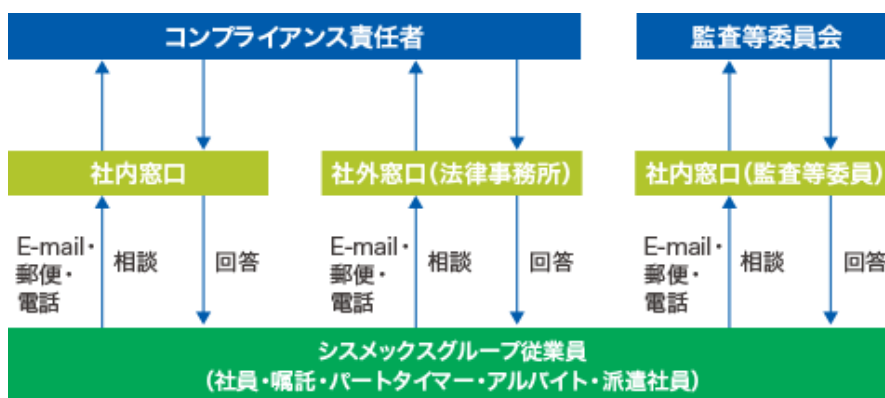 コンプライアンス責任者
監査等委員会
社内窓口
社外窓口(法律事務所)
社内窓口(監査等委員)
E-mail・
郵便・
電話
相談
回答
E-mail・
郵便・
電話
相談
回答
E-mail・
郵便・
電話
相談
回答
シスメックスグループ従業員
(社員・嘱託・パートタイマー・アルバイト・派遣社員)